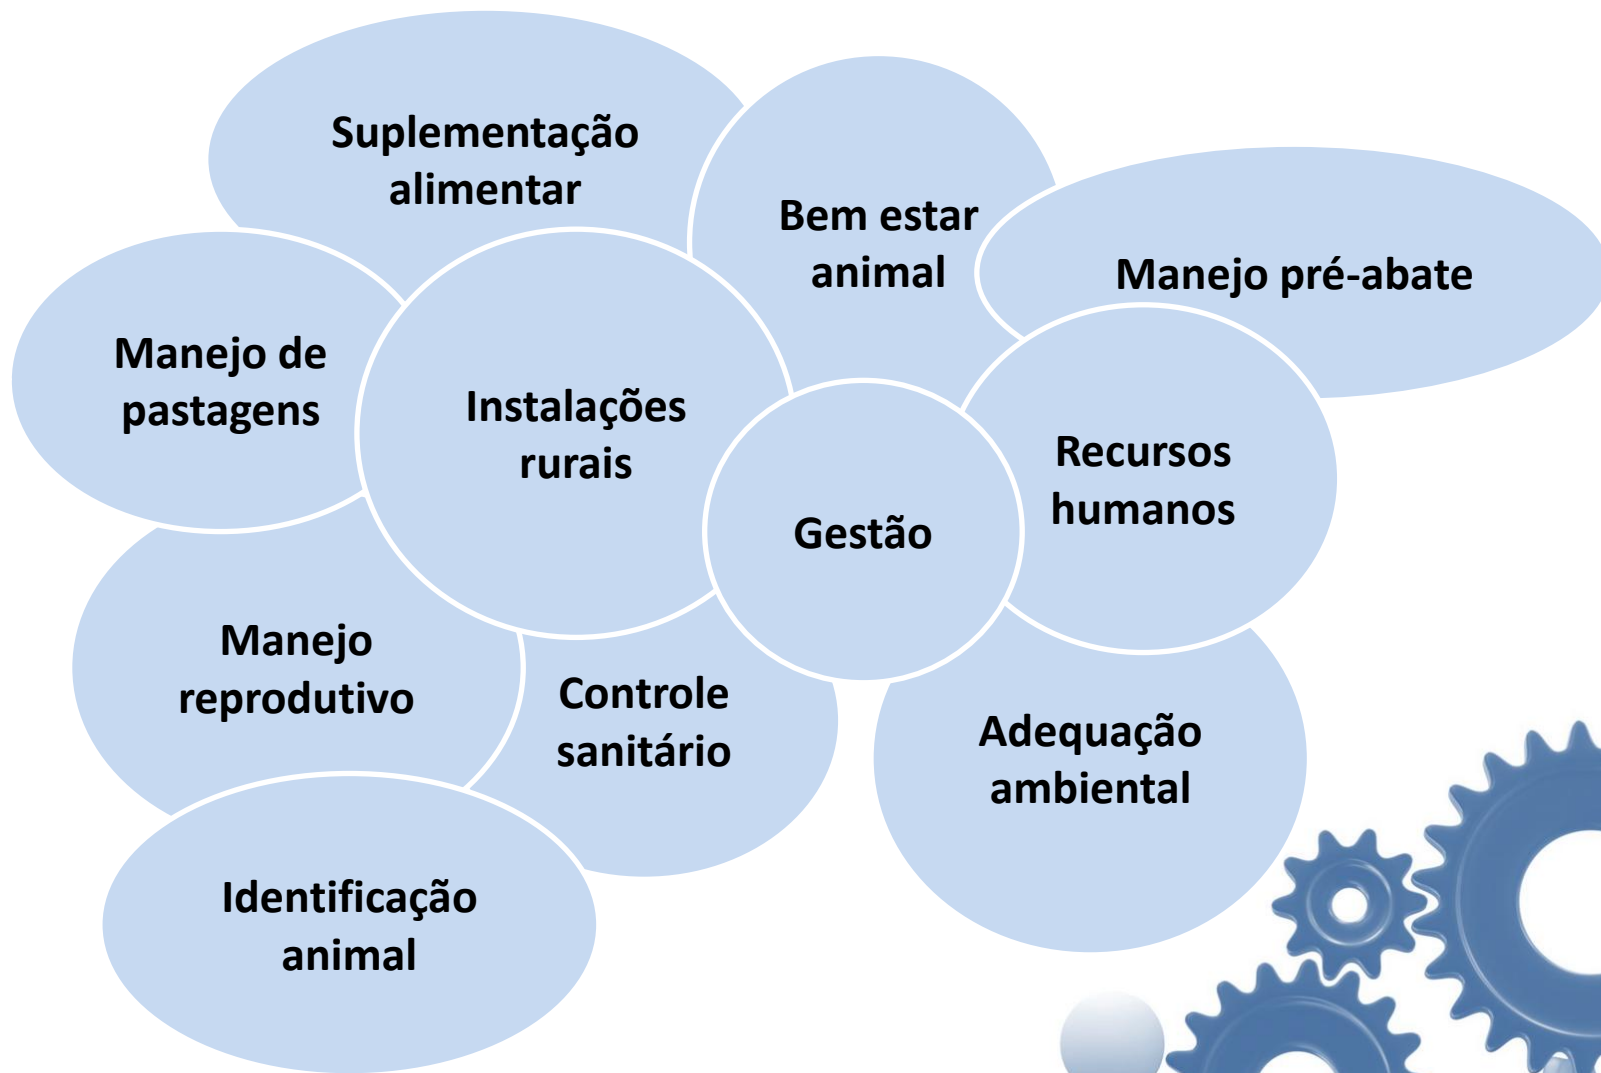 Suplementação
alimentar
Bem estar
animal
Manejo pré-abate
Manejo de
pastagens
Instalações
rurais
Recursos
humanos
Gestão
Manejo
reprodutivo
Controle
sanitário
Adequação
ambiental
Identificação
animal